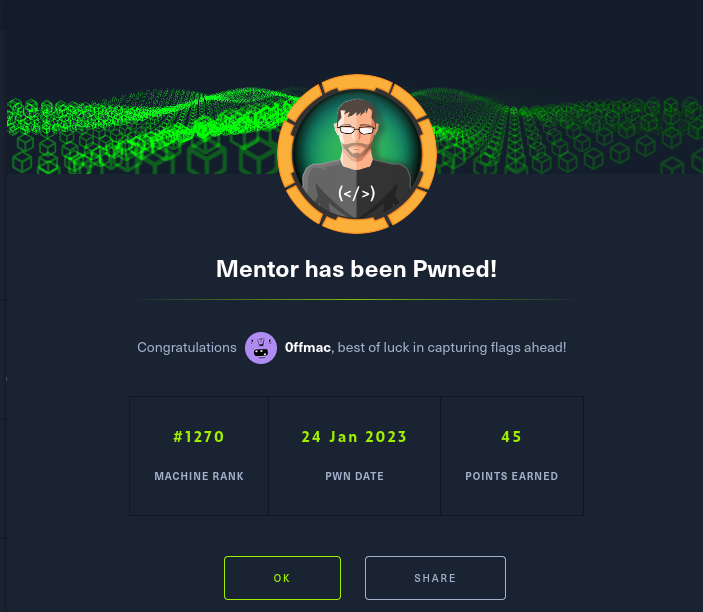 (</>)
Mentor has been Pwned!
Congratulations 0ffmac, best of luck in capturing flags ahead!
#1270 24 Jan 2023 45
MACHINE RANK PWN DATE POINTS EARNED
OK SHARE